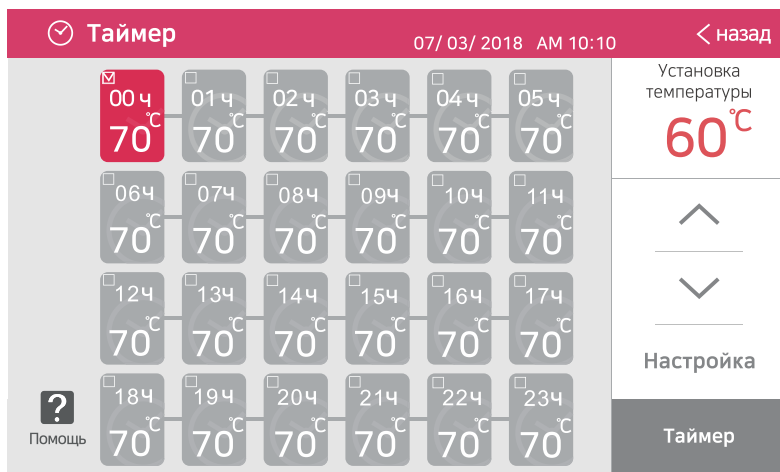 Таймер
07/ 03/ 2018 AM 10:10
< назад
00 ч 01 ч 02 ч 03 ч 04 ч 05 ч
70 °C 70 °C 70 °C 70 °C 70 °C 70 °C
06ч 07ч 08ч 09ч 10ч 11ч
70 °C 70 °C 70 °C 70 °C 70 °C 70 °C
12ч 13ч 14ч 15ч 16ч 17ч
70 °C 70 °C 70 °C 70 °C 70 °C 70 °C
18ч 19ч 20ч 21ч 22ч 23ч
70 °C 70 °C 70 °C 70 °C 70 °C 70 °C
?
Помощь
Установка
температуры
60 °C
Настройка
Таймер